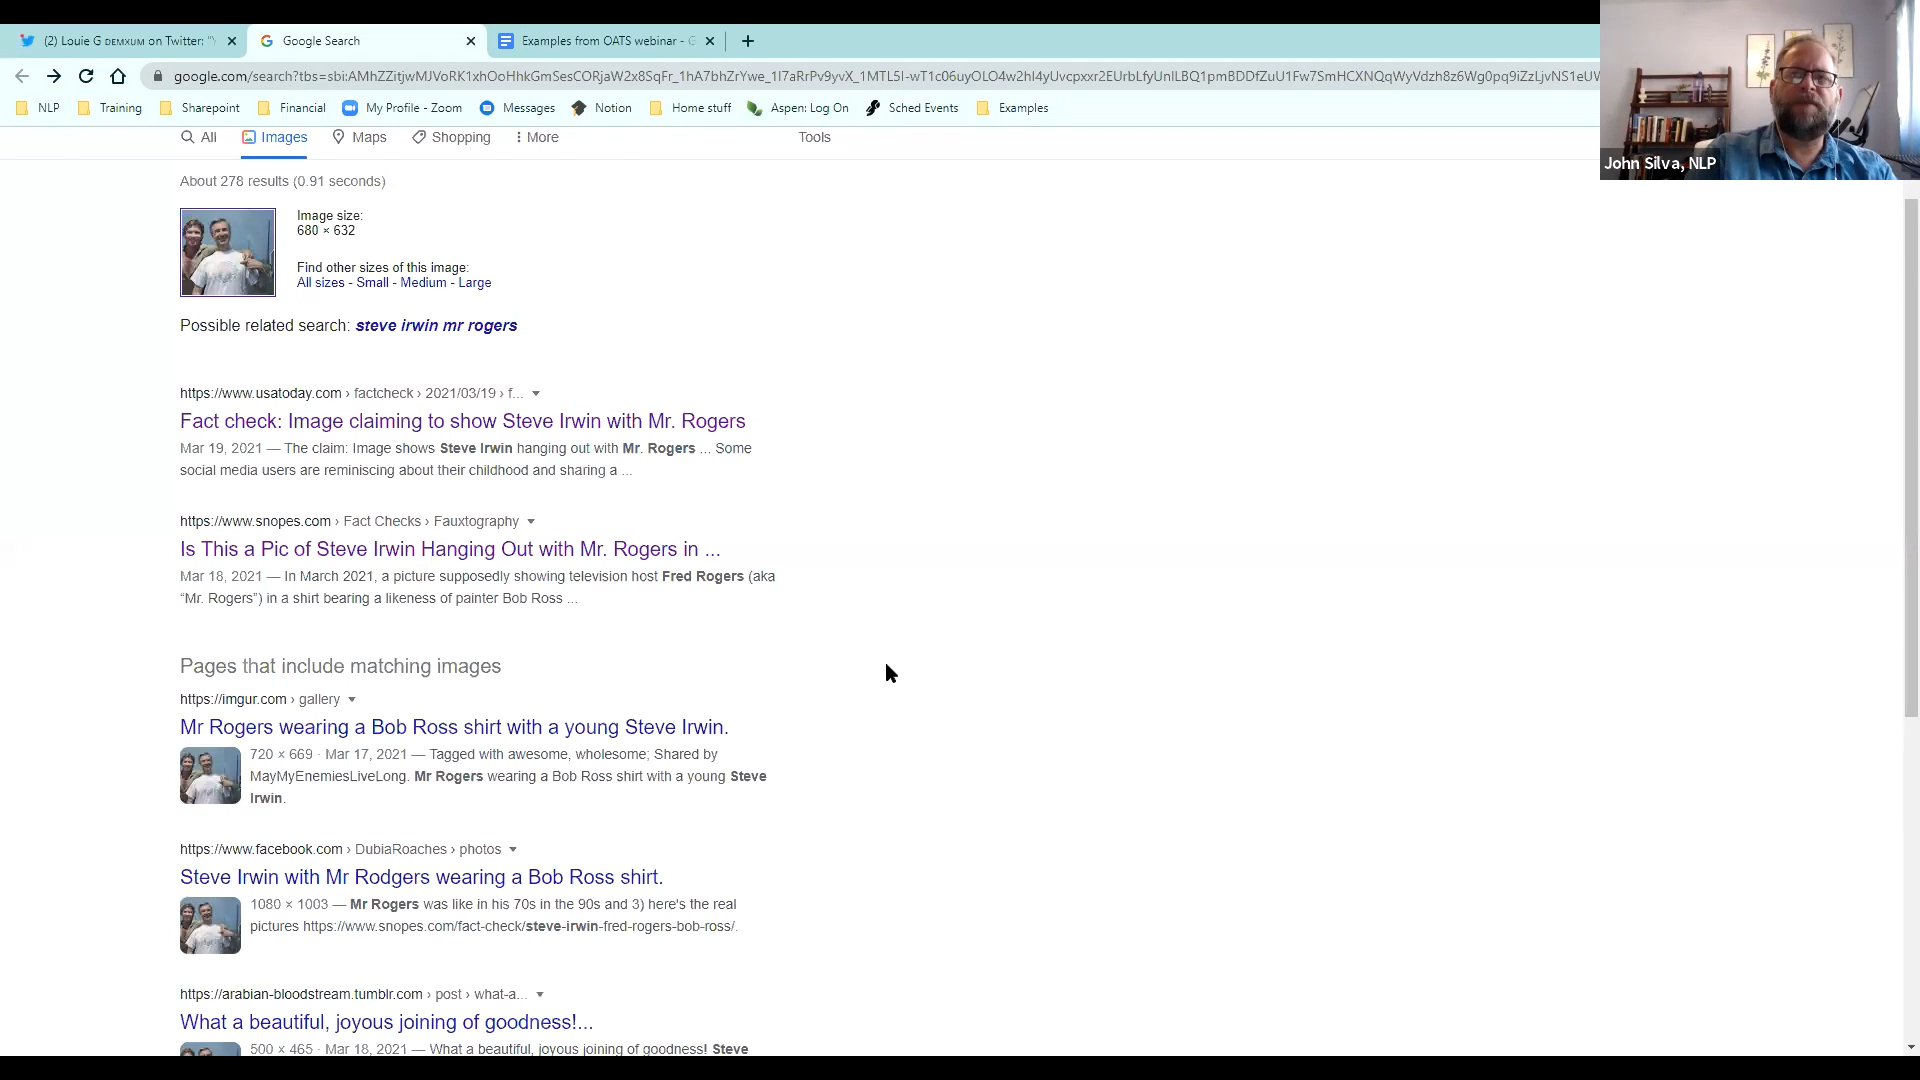 (2) Louie G DEMXUM on Twitter: "Y
Google Search
Examples from OATS webinar - G
google.com/search?tbs=sbi:
NLP
Training
Sharepoint
Financial
My Profile - Zoom
Messages
Notion
Home stuff
Aspen: Log On
Sched Events
Examples
John Silva, NLP
All
Images
Maps
Shopping
More
Tools
About 278 results (0.91 seconds)
Image size:
680 × 632
Find other sizes of this image:
All sizes - Small - Medium - Large
Possible related search: steve irwin mr rogers
https://www.usatoday.com › factcheck › 2021/03/19 › f...
Fact check: Image claiming to show Steve Irwin with Mr. Rogers
Mar 19, 2021 — The claim: Image shows Steve Irwin hanging out with Mr. Rogers ... Some
social media users are reminiscing about their childhood and sharing a ...
https://www.snopes.com › Fact Checks › Fauxtography
Is This a Pic of Steve Irwin Hanging Out with Mr. Rogers in ...
Mar 18, 2021 — In March 2021, a picture supposedly showing television host Fred Rogers (aka
“Mr. Rogers”) in a shirt bearing a likeness of painter Bob Ross ...
Pages that include matching images
https://imgur.com › gallery
Mr Rogers wearing a Bob Ross shirt with a young Steve Irwin.
720 × 669 · Mar 17, 2021 — Tagged with awesome, wholesome; Shared by
MayMyEnemiesLiveLong. Mr Rogers wearing a Bob Ross shirt with a young Steve
Irwin.
https://www.facebook.com › DubiaRoaches › photos
Steve Irwin with Mr Rodgers wearing a Bob Ross shirt.
1080 × 1003 — Mr Rogers was like in his 70s in the 90s and 3) here's the real
pictures https://www.snopes.com/fact-check/steve-irwin-fred-rogers-bob-ross/.
https://arabian-bloodstream.tumblr.com › post › what-a...
What a beautiful, joyous joining of goodness!...
500 × 465 · Mar 18, 2021 — What a beautiful, joyous joining of goodness! Steve